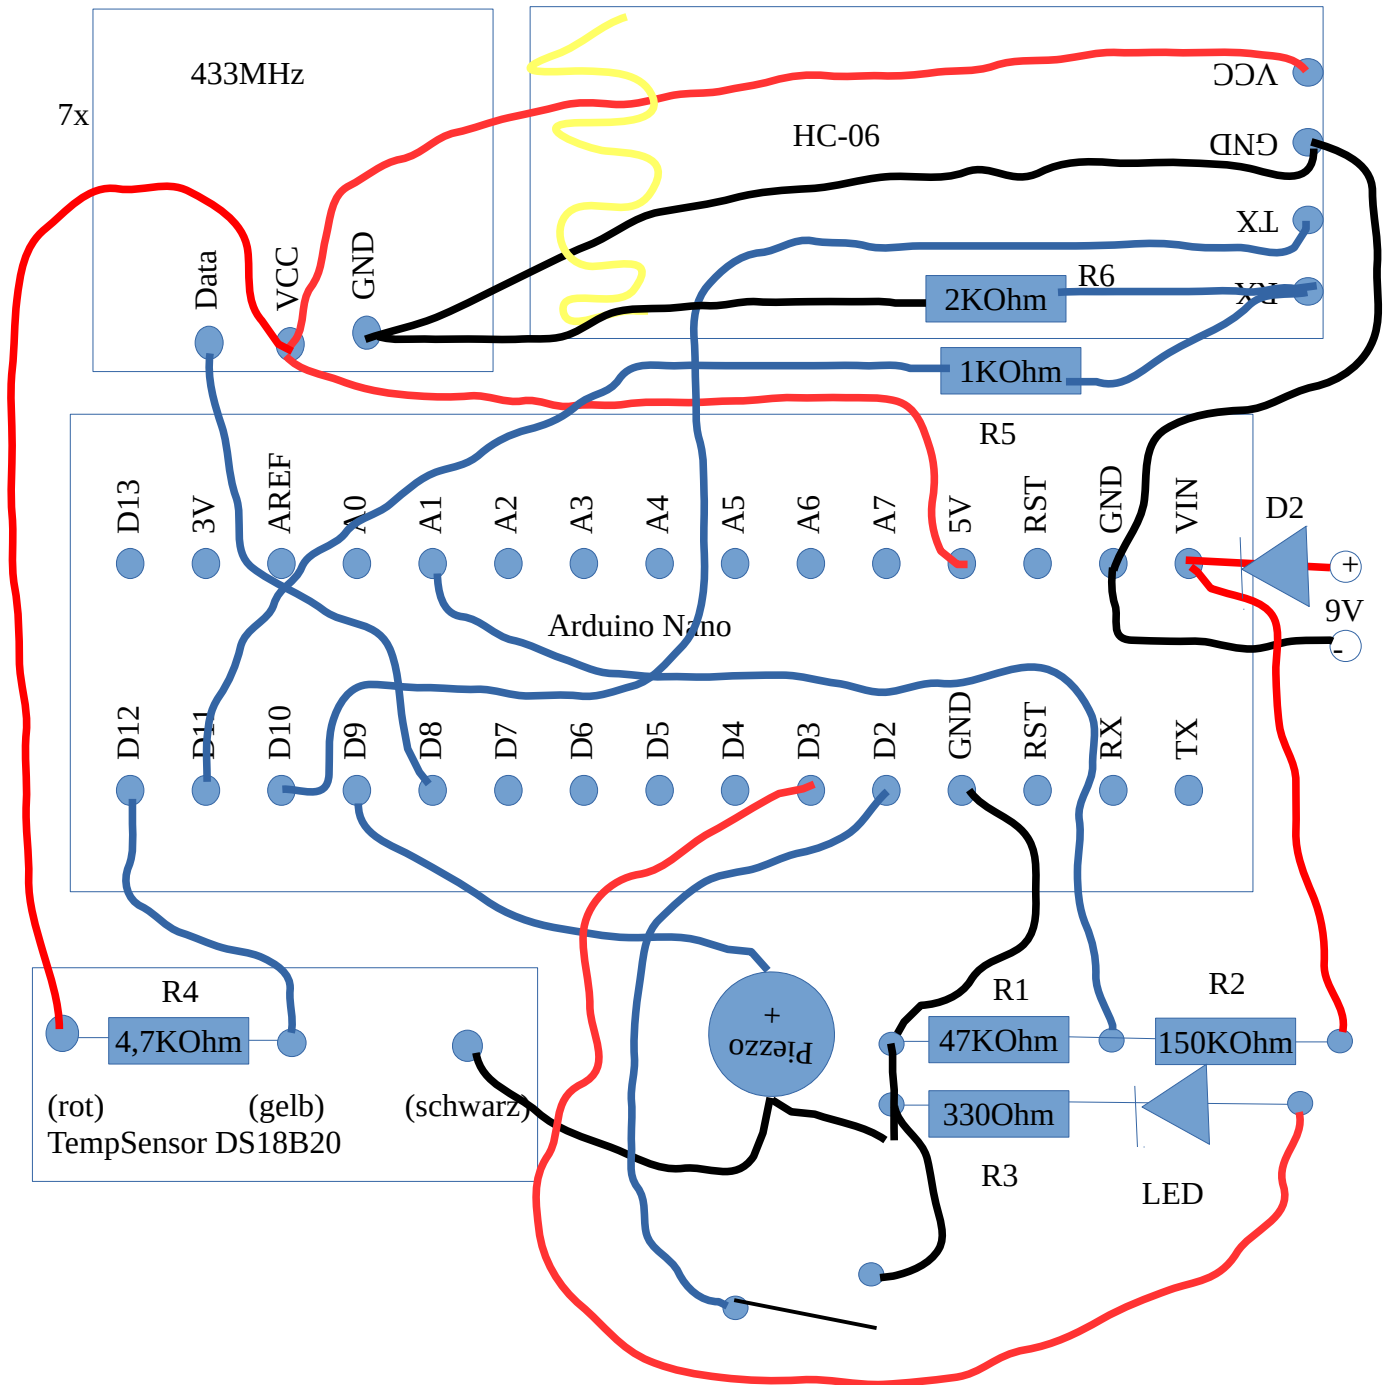 433MHz
7x
Data
VCC
GND
HC-06
VCC
GND
TX
RX
R6
2KOhm
1KOhm
R5
D13
3V
AREF
A0
A1
A2
A3
A4
A5
A6
A7
5V
RST
GND
VIN
D2
+
9V
-
Arduino Nano
D12
D11
D10
D9
D8
D7
D6
D5
D4
D3
D2
GND
RST
RX
TX
R4
4,7KOhm
(rot)
(gelb)
(schwarz)
TempSensor DS18B20
+
Piezzo
R1
47KOhm
R2
150KOhm
330Ohm
R3
LED